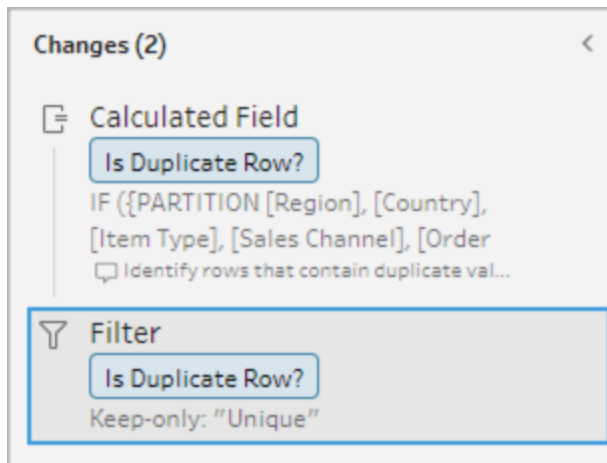 Changes (2)
Calculated Field
Is Duplicate Row?
IF ({PARTITION [Region], [Country],
[Item Type], [Sales Channel], [Order
Identify rows that contain duplicate val...
Filter
Is Duplicate Row?
Keep-only: "Unique"